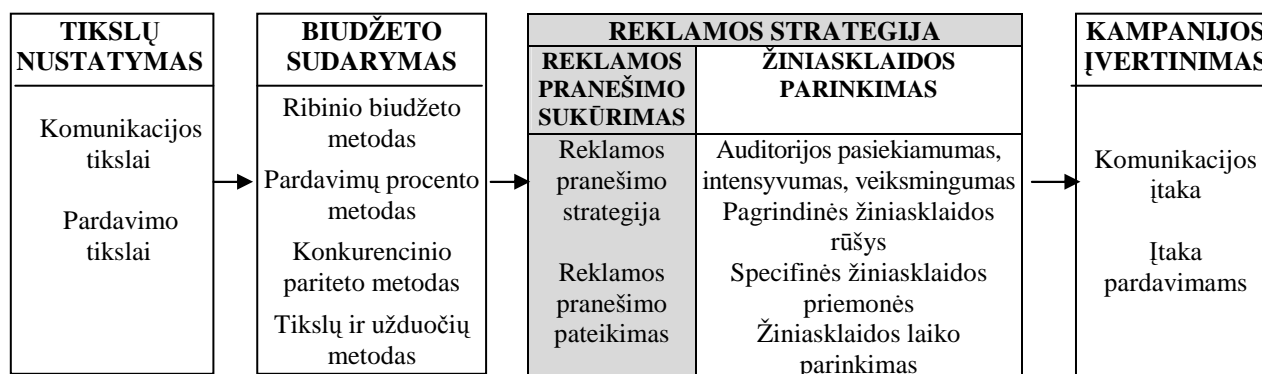 TIKSLŲ
NUSTATYMAS
Komunikacijos
tikslai
Pardavimo
tikslai
BIUDŽETO
SUDARYMAS
Ribinio biudžeto
metodas
Pardavimų procento
metodas
Konkurencinio
pariteto metodas
Tikslų ir užduočių
metodas
REKLAMOS STRATEGIJA
REKLAMOS
PRANEŠIMO
SUKŪRIMAS
Reklamos
pranešimo
strategija
Reklamos
pranešimo
pateikimas
ŽINIASKLAIDOS
PARINKIMAS
Auditorijos pasiekiamumas,
intensyvumas, veiksmingumas
Pagrindinės žiniasklaidos
rūšys
Specifinės žiniasklaidos
priemonės
Žiniasklaidos laiko
parinkimas
KAMPANIJOS
ĮVERTINIMAS
Komunikacijos
įtaka
Įtaka
pardavimams